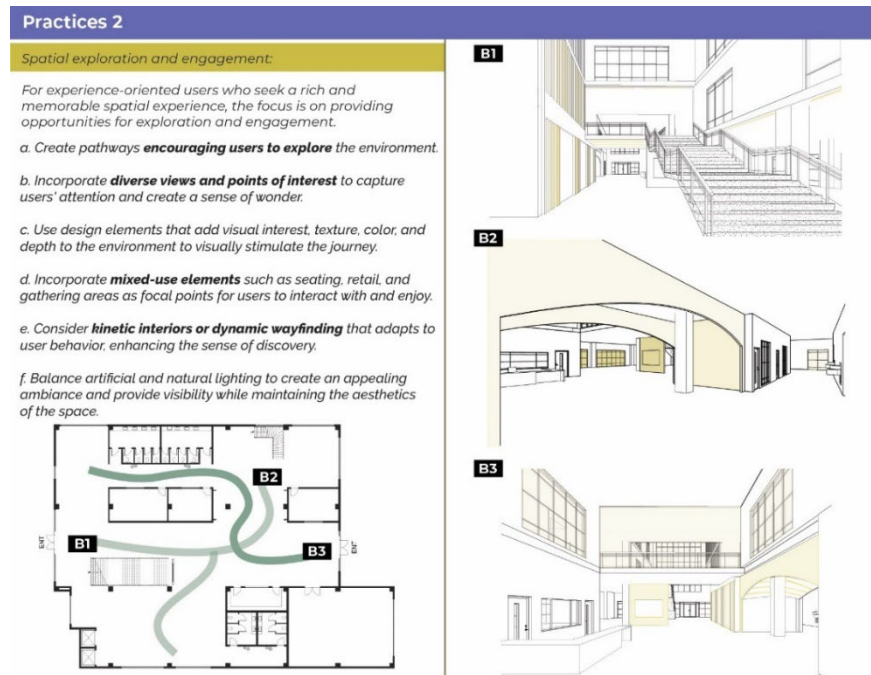 Practices 2
Spatial exploration and engagement:
For experience-oriented users who seek a rich and
memorable spatial experience, the focus is on providing
opportunities for exploration and engagement.
a. Create pathways encouraging users to explore the environment.
b. Incorporate diverse views and points of interest to capture
users' attention and create a sense of wonder.
c. Use design elements that add visual interest, texture, color, and
depth to the environment to visually stimulate the journey.
d. Incorporate mixed-use elements such as seating, retail, and
gathering areas as focal points for users to interact with and enjoy.
e. Consider kinetic interiors or dynamic wayfinding that adapts to
user behavior, enhancing the sense of discovery.
f. Balance artificial and natural lighting to create an appealing
ambiance and provide visibility while maintaining the aesthetics
of the space.
B2
B1
B3
ENT
ENT
B1
B2
B3